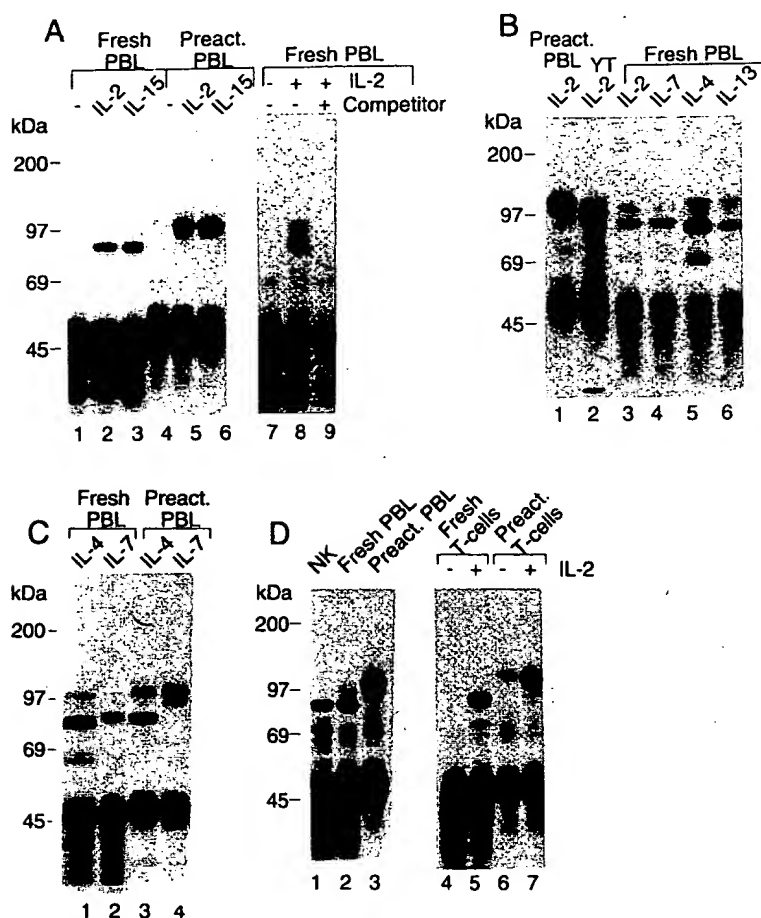 A
Fresh PBL
Preact. PBL
Fresh PBL
- IL-2 IL-15 - IL-2 IL-15
- + + IL-2
- - + Competitor
kDa
200-
97-
69-
45-
1 2 3 4 5 6 7 8 9
B
Preact. PBL
YT
Fresh PBL
IL-2 IL-2 IL-2 IL-7 IL-4 IL-13
kDa
200-
97-
69-
45-
1 2 3 4 5 6
C
Fresh PBL
Preact. PBL
IL-4 IL-7 IL-4 IL-7
kDa
200-
97-
69-
45-
1 2 3 4
D
NK
Fresh PBL
Preact. PBL
Fresh T-cells
Preact. T-cells
- + - + IL-2
kDa
200-
97-
69-
45-
1 2 3 4 5 6 7